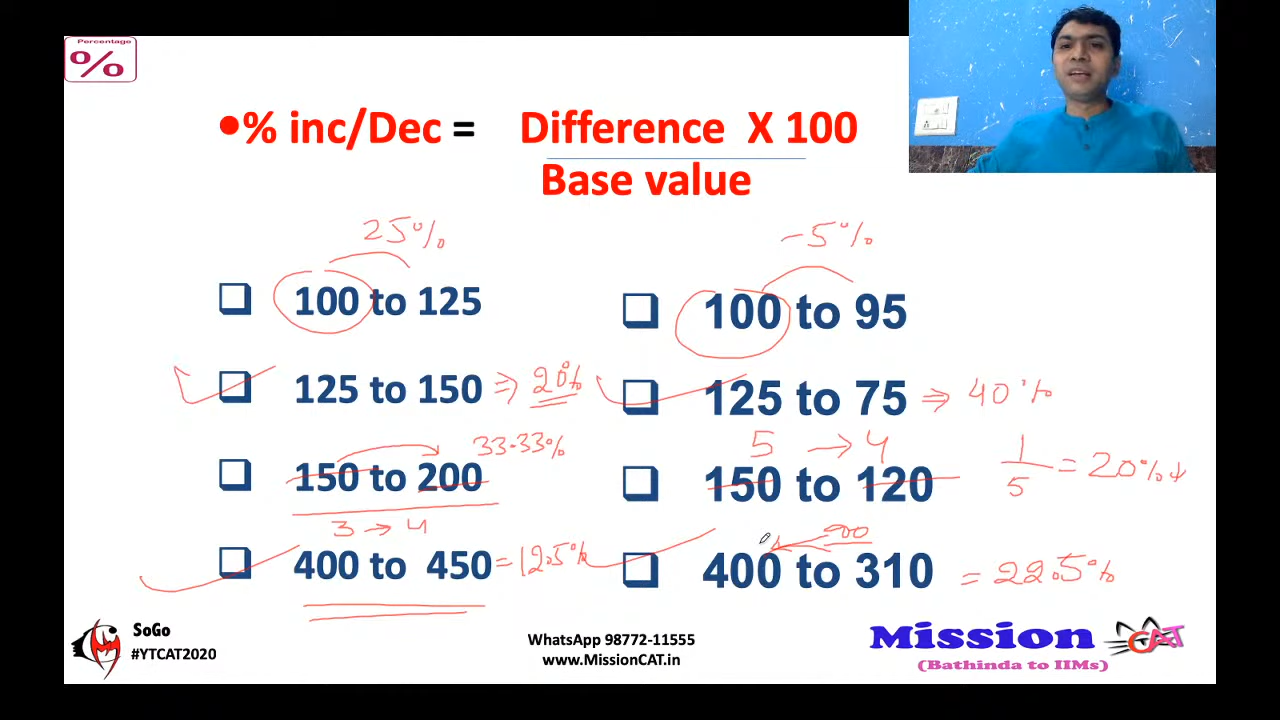 Percentage
%
•% inc/Dec = Difference X 100
Base value
25%
-5%
100 to 125
100 to 95
125 to 150 ⇒ 20%
125 to 75 ⇒ 40%
33.33%
5 → 4
150 to 200
150 to 120
1/5 = 20% ↓
3 → 4
400 to 450 = 12.5%
400 to 310 = 22.5%
SoGo
#YTCAT2020
WhatsApp 98772-11555
www.MissionCAT.in
Mission CAT
(Bathinda to IIMs)